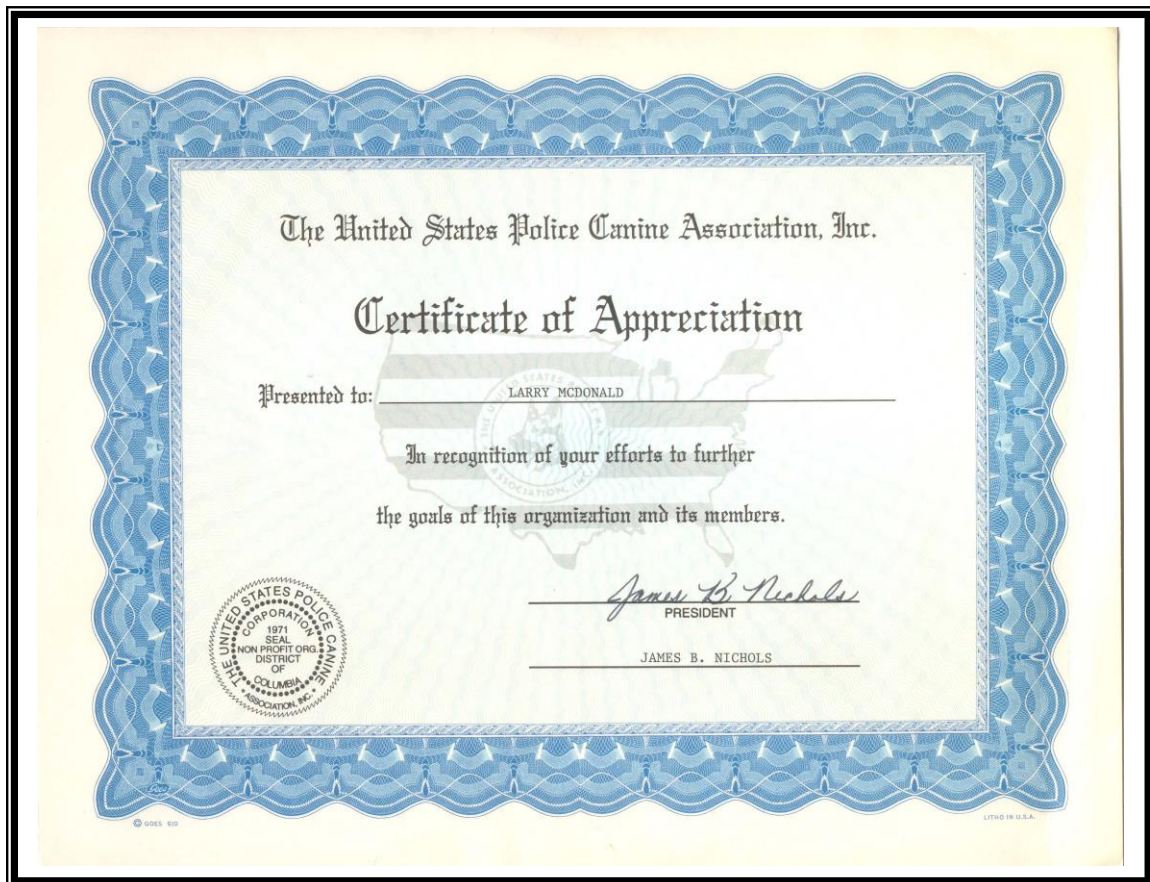 The United States Police Canine Association, Inc.
Certificate of Appreciation
Presented to: LARRY MCDONALD
In recognition of your efforts to further
the goals of this organization and its members.
James B. Nichols
PRESIDENT
JAMES B. NICHOLS
THE UNITED STATES POLICE CANINE
ASSOCIATION, INC.
CORPORATION
1971
SEAL
NON PROFIT ORG.
DISTRICT
OF
COLUMBIA
Goes
© GOES 910
LITHO IN U.S.A.